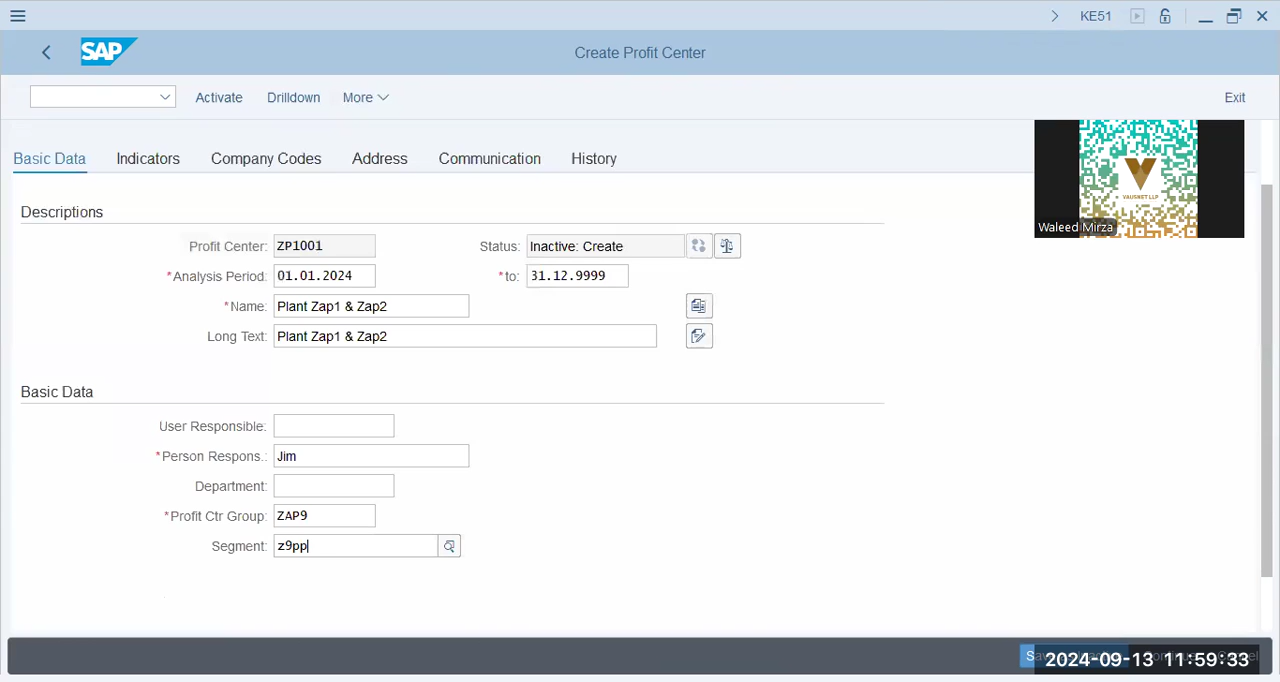 KE51
SAP
Create Profit Center
Activate Drilldown More Exit
Basic Data Indicators Company Codes Address Communication History
Descriptions
Profit Center: ZP1001 Status: Inactive: Create
*Analysis Period: 01.01.2024 *to: 31.12.9999
*Name: Plant Zap1 & Zap2
Long Text: Plant Zap1 & Zap2
Basic Data
User Responsible:
*Person Respons.: Jim
Department:
*Profit Ctr Group: ZAP9
Segment: z9pp
VAUSNET LLP
Waleed Mirza
2024-09-13 11:59:33